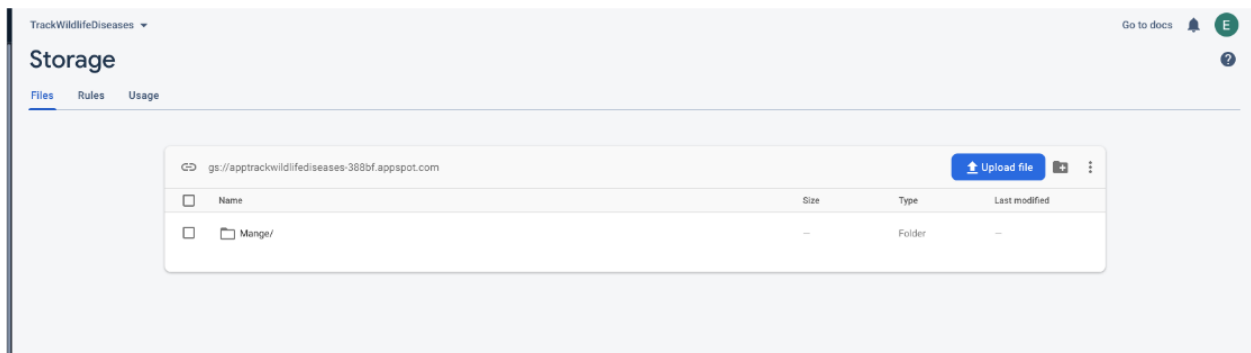 TrackWildlifeDiseases
Go to docs
E
Storage
?
Files Rules Usage
gs://apptrackwildlifediseases-388bf.appspot.com
Upload file
Name Size Type Last modified
Mange/ – Folder –